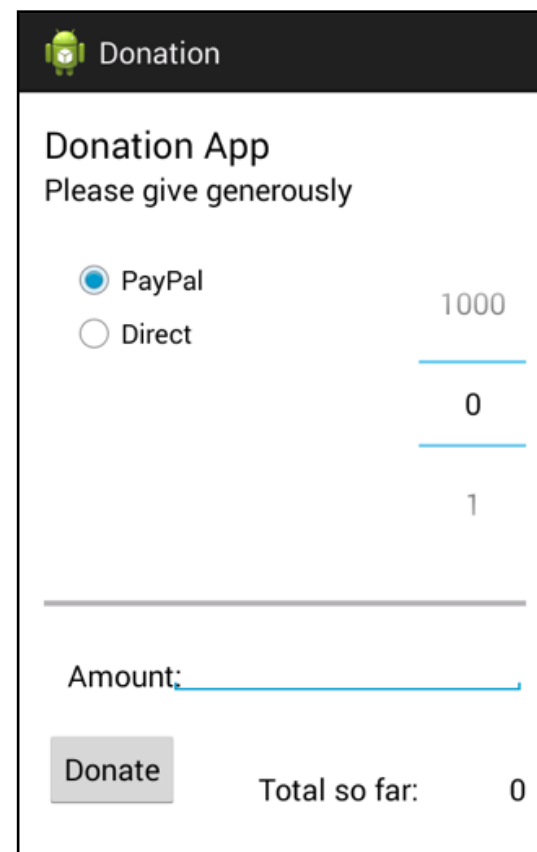 Donation
Donation App
Please give generously
PayPal
Direct
1000
0
1
Amount:
Donate
Total so far: 0